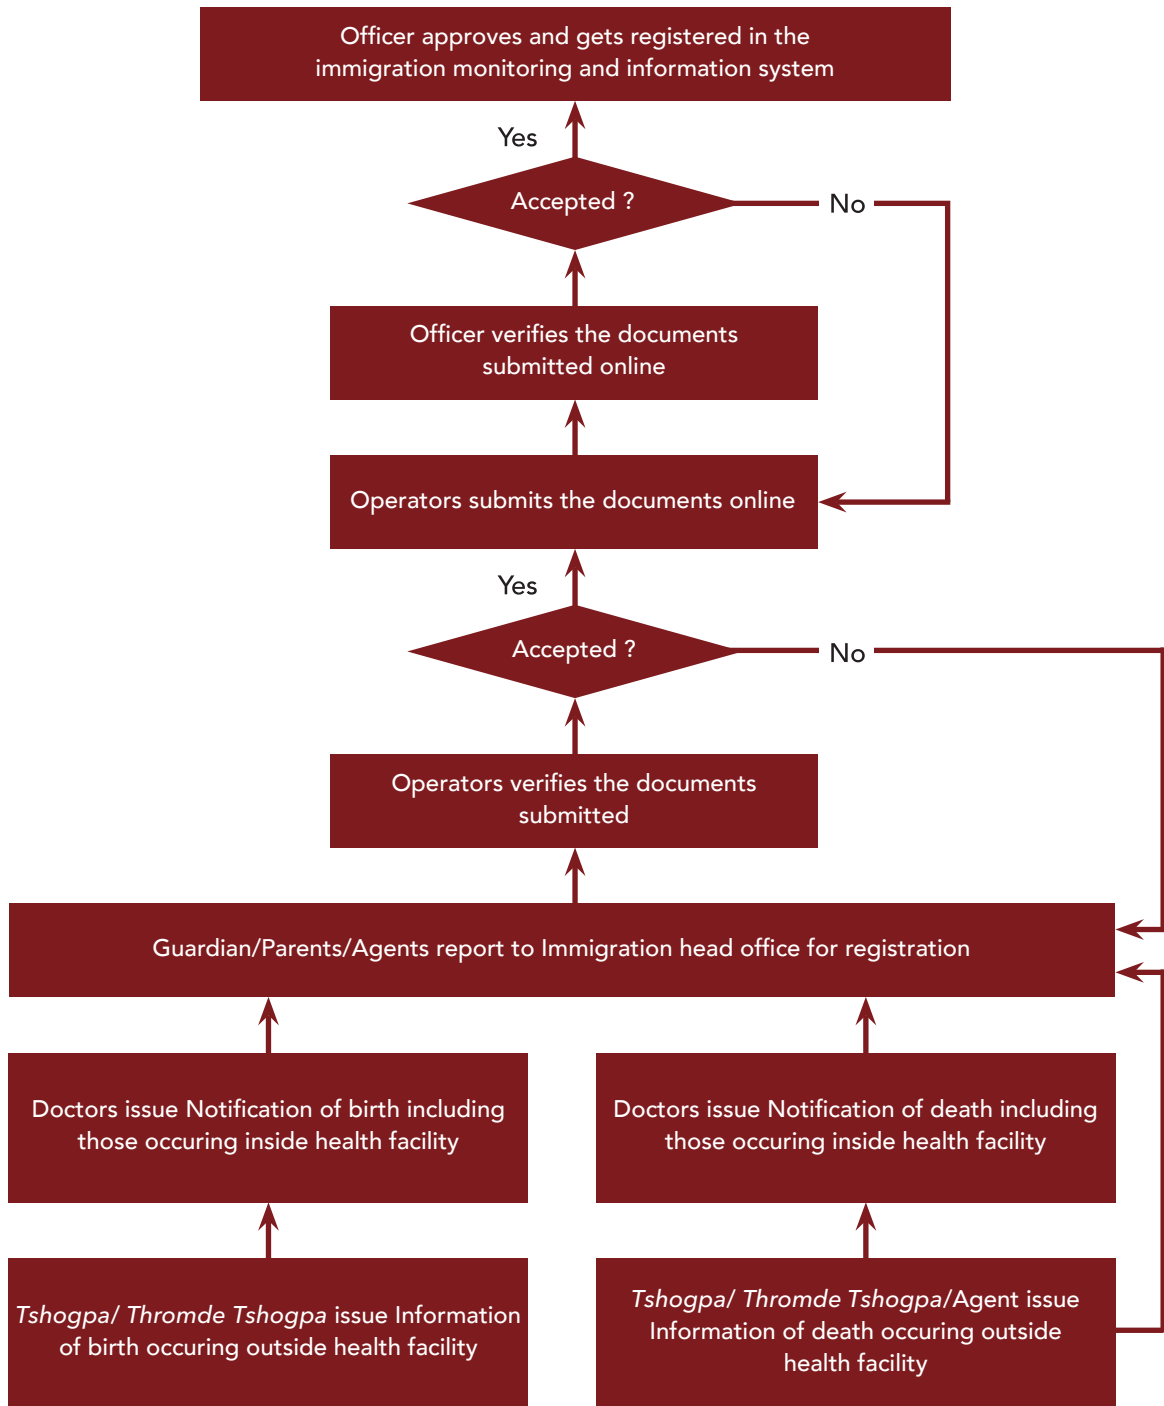 Officer approves and gets registered in the
immigration monitoring and information system
Yes
Accepted ?
No
Officer verifies the documents
submitted online
Operators submits the documents online
Yes
Accepted ?
No
Operators verifies the documents
submitted
Guardian/Parents/Agents report to Immigration head office for registration
Doctors issue Notification of birth including
those occuring inside health facility
Doctors issue Notification of death including
those occuring inside health facility
Tshogpa/ Thromde Tshogpa issue Information
of birth occuring outside health facility
Tshogpa/ Thromde Tshogpa/Agent issue
Information of death occuring outside
health facility